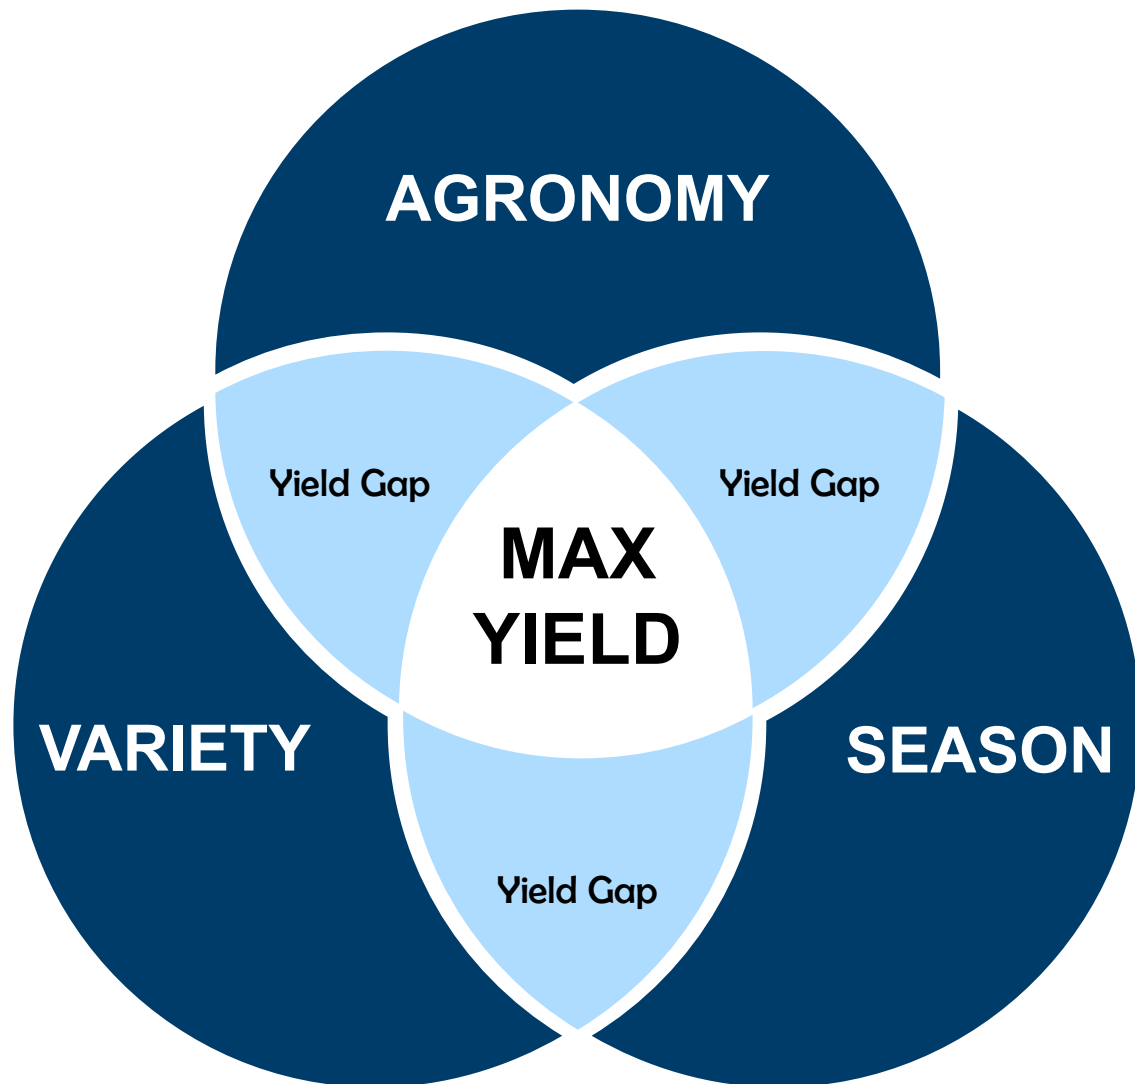 AGRONOMY
Yield Gap
Yield Gap
MAX
YIELD
VARIETY
SEASON
Yield Gap